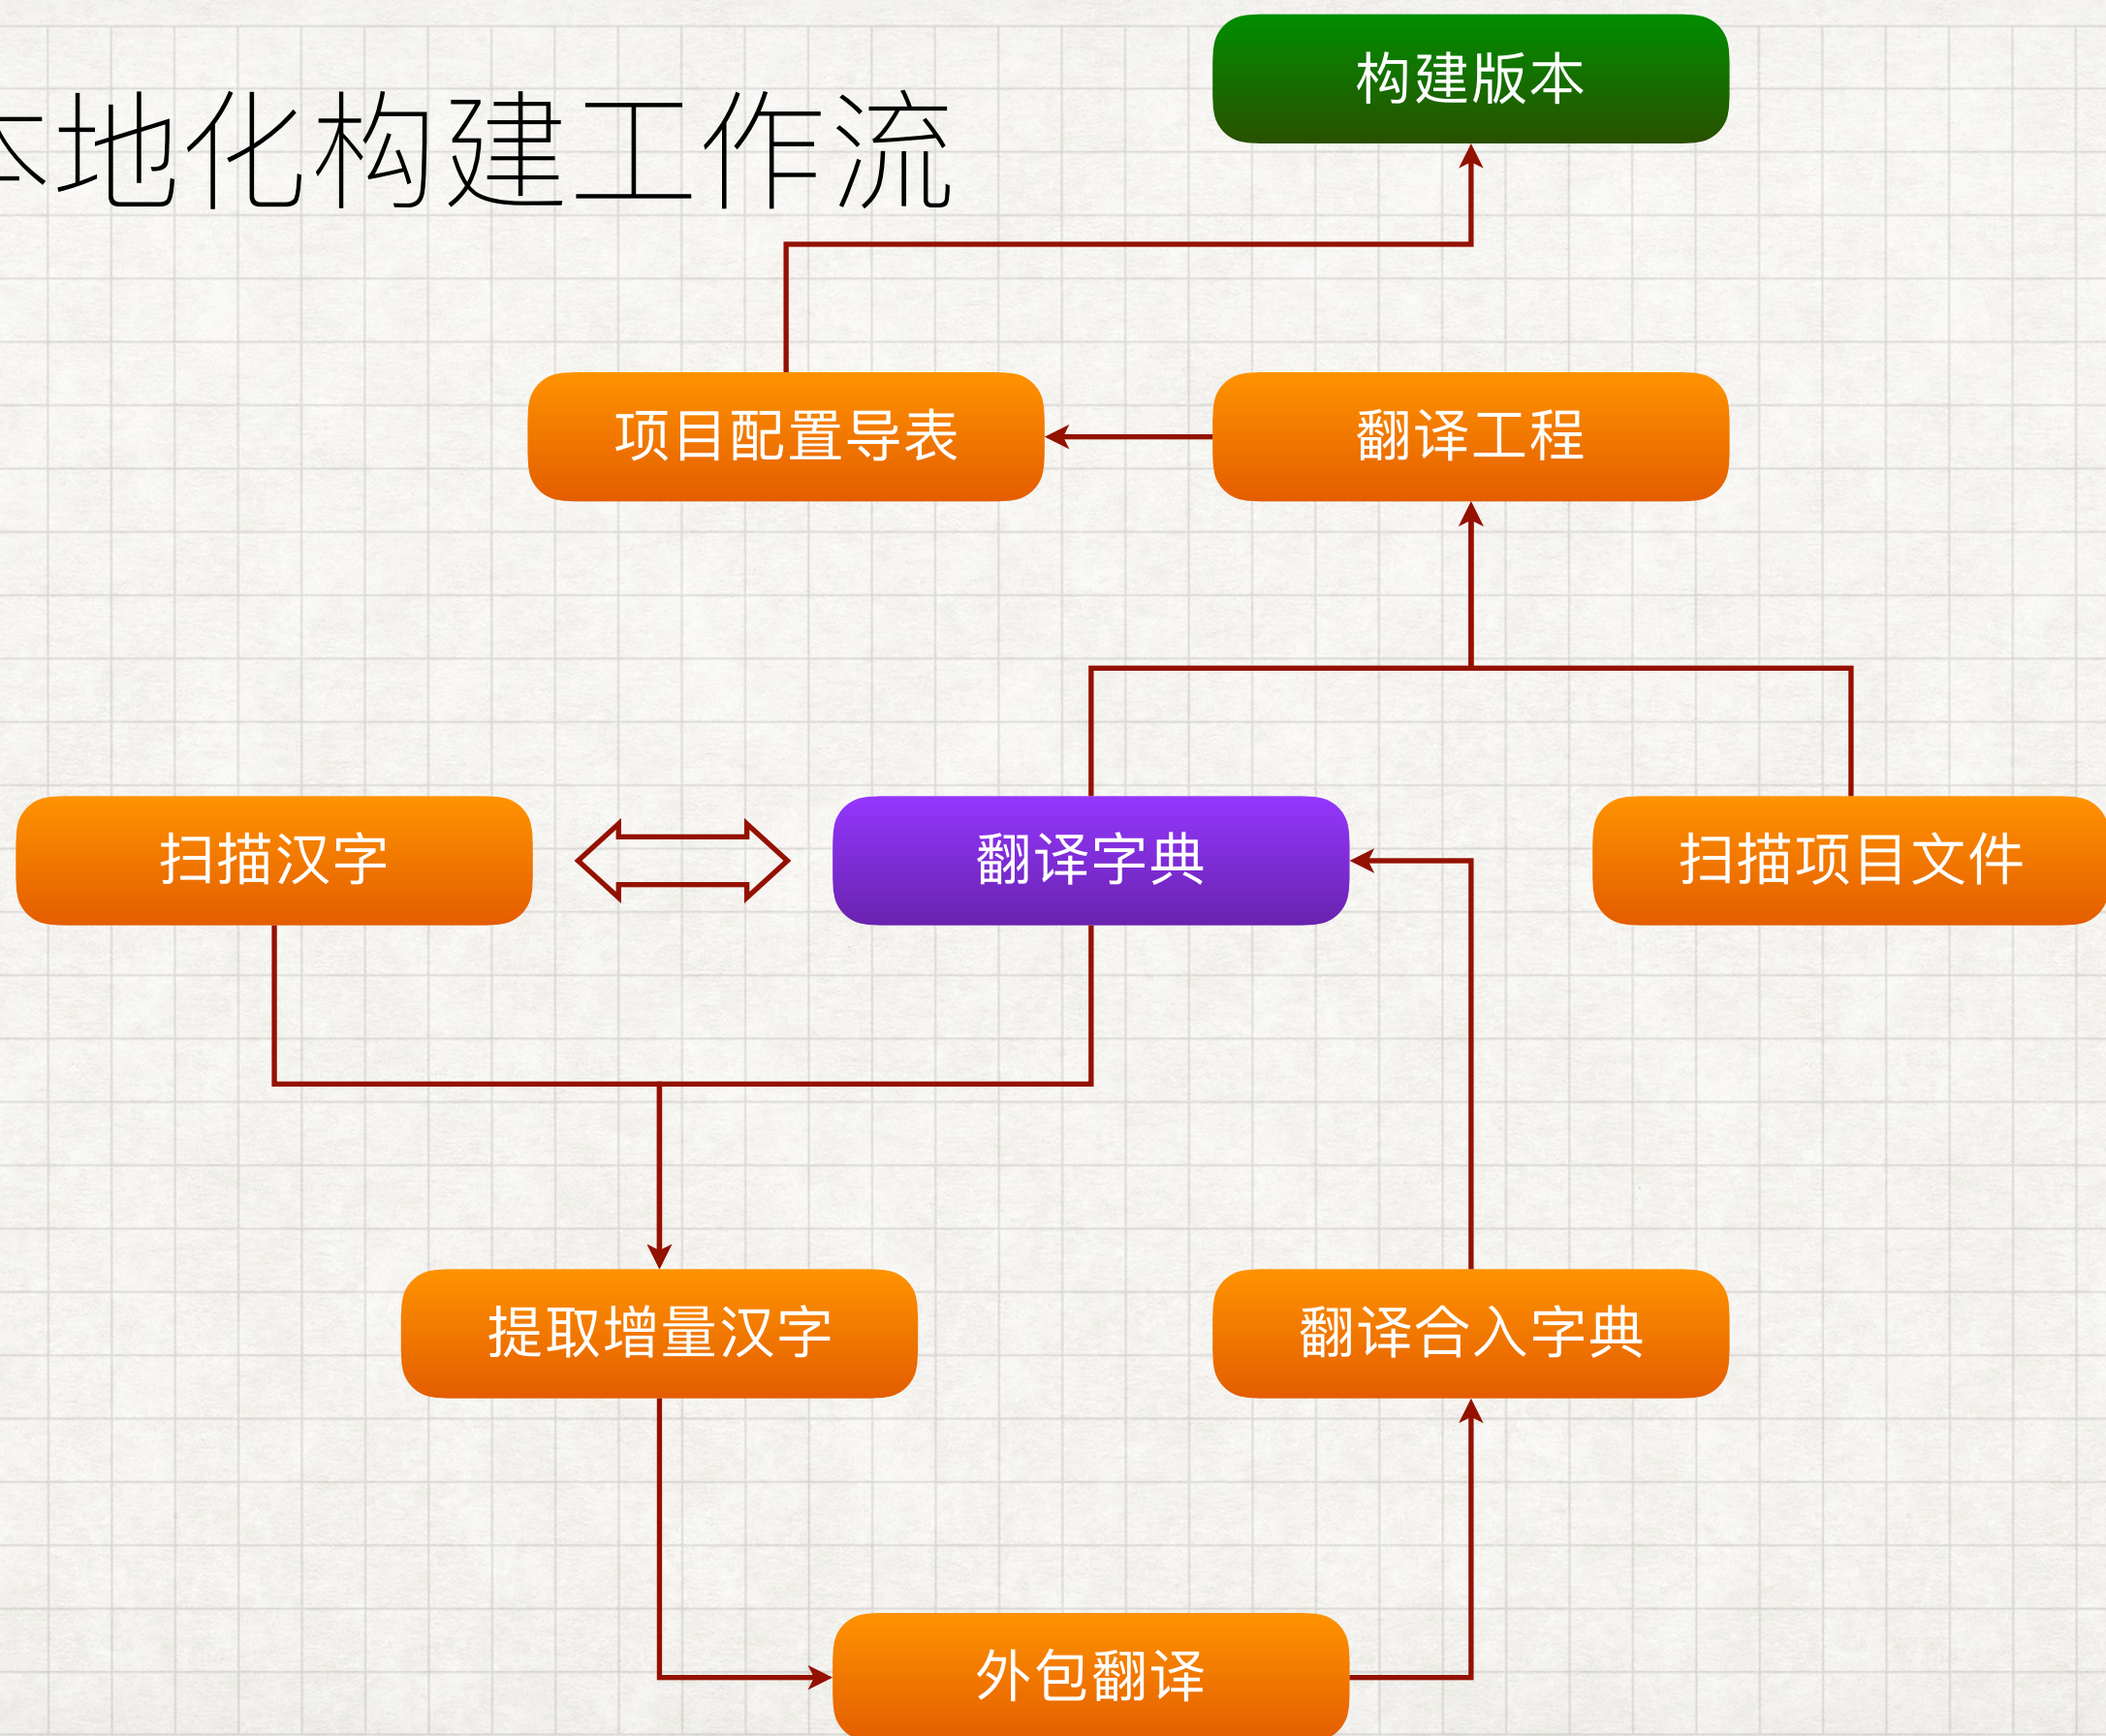 本地化构建工作流
构建版本
项目配置导表
翻译工程
扫描汉字
翻译字典
扫描项目文件
提取增量汉字
翻译合入字典
外包翻译